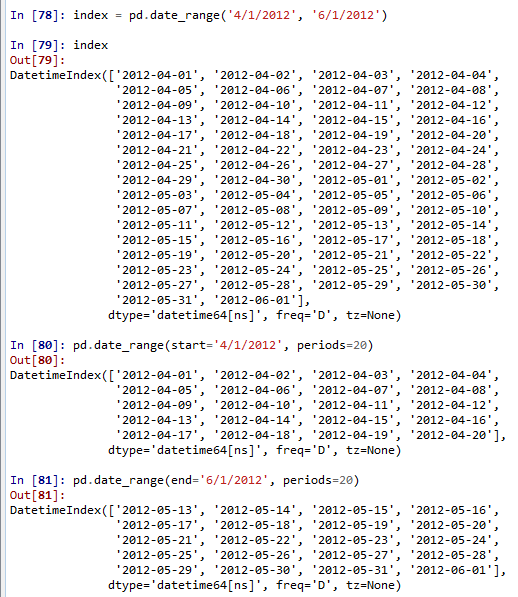 In [78]: index = pd.date_range('4/1/2012', '6/1/2012')
In [79]: index
Out[79]:
DatetimeIndex(['2012-04-01', '2012-04-02', '2012-04-03', '2012-04-04',
'2012-04-05', '2012-04-06', '2012-04-07', '2012-04-08',
'2012-04-09', '2012-04-10', '2012-04-11', '2012-04-12',
'2012-04-13', '2012-04-14', '2012-04-15', '2012-04-16',
'2012-04-17', '2012-04-18', '2012-04-19', '2012-04-20',
'2012-04-21', '2012-04-22', '2012-04-23', '2012-04-24',
'2012-04-25', '2012-04-26', '2012-04-27', '2012-04-28',
'2012-04-29', '2012-04-30', '2012-05-01', '2012-05-02',
'2012-05-03', '2012-05-04', '2012-05-05', '2012-05-06',
'2012-05-07', '2012-05-08', '2012-05-09', '2012-05-10',
'2012-05-11', '2012-05-12', '2012-05-13', '2012-05-14',
'2012-05-15', '2012-05-16', '2012-05-17', '2012-05-18',
'2012-05-19', '2012-05-20', '2012-05-21', '2012-05-22',
'2012-05-23', '2012-05-24', '2012-05-25', '2012-05-26',
'2012-05-27', '2012-05-28', '2012-05-29', '2012-05-30',
'2012-05-31', '2012-06-01'],
dtype='datetime64[ns]', freq='D', tz=None)
In [80]: pd.date_range(start='4/1/2012', periods=20)
Out[80]:
DatetimeIndex(['2012-04-01', '2012-04-02', '2012-04-03', '2012-04-04',
'2012-04-05', '2012-04-06', '2012-04-07', '2012-04-08',
'2012-04-09', '2012-04-10', '2012-04-11', '2012-04-12',
'2012-04-13', '2012-04-14', '2012-04-15', '2012-04-16',
'2012-04-17', '2012-04-18', '2012-04-19', '2012-04-20'],
dtype='datetime64[ns]', freq='D', tz=None)
In [81]: pd.date_range(end='6/1/2012', periods=20)
Out[81]:
DatetimeIndex(['2012-05-13', '2012-05-14', '2012-05-15', '2012-05-16',
'2012-05-17', '2012-05-18', '2012-05-19', '2012-05-20',
'2012-05-21', '2012-05-22', '2012-05-23', '2012-05-24',
'2012-05-25', '2012-05-26', '2012-05-27', '2012-05-28',
'2012-05-29', '2012-05-30', '2012-05-31', '2012-06-01'],
dtype='datetime64[ns]', freq='D', tz=None)